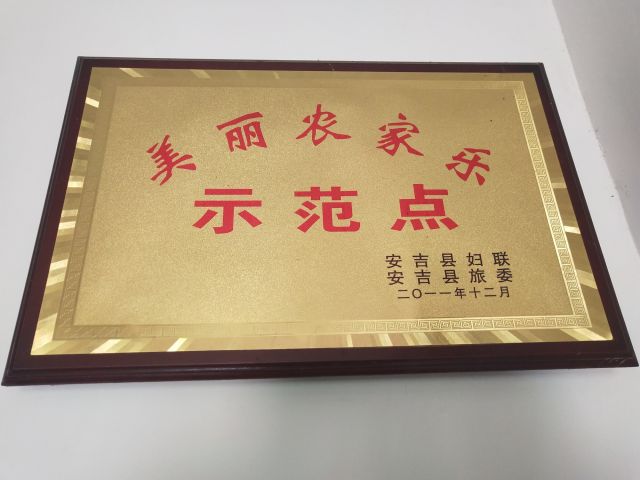 美丽农家乐
示范点
安吉县妇联
安吉县旅委
二〇一一年十二月